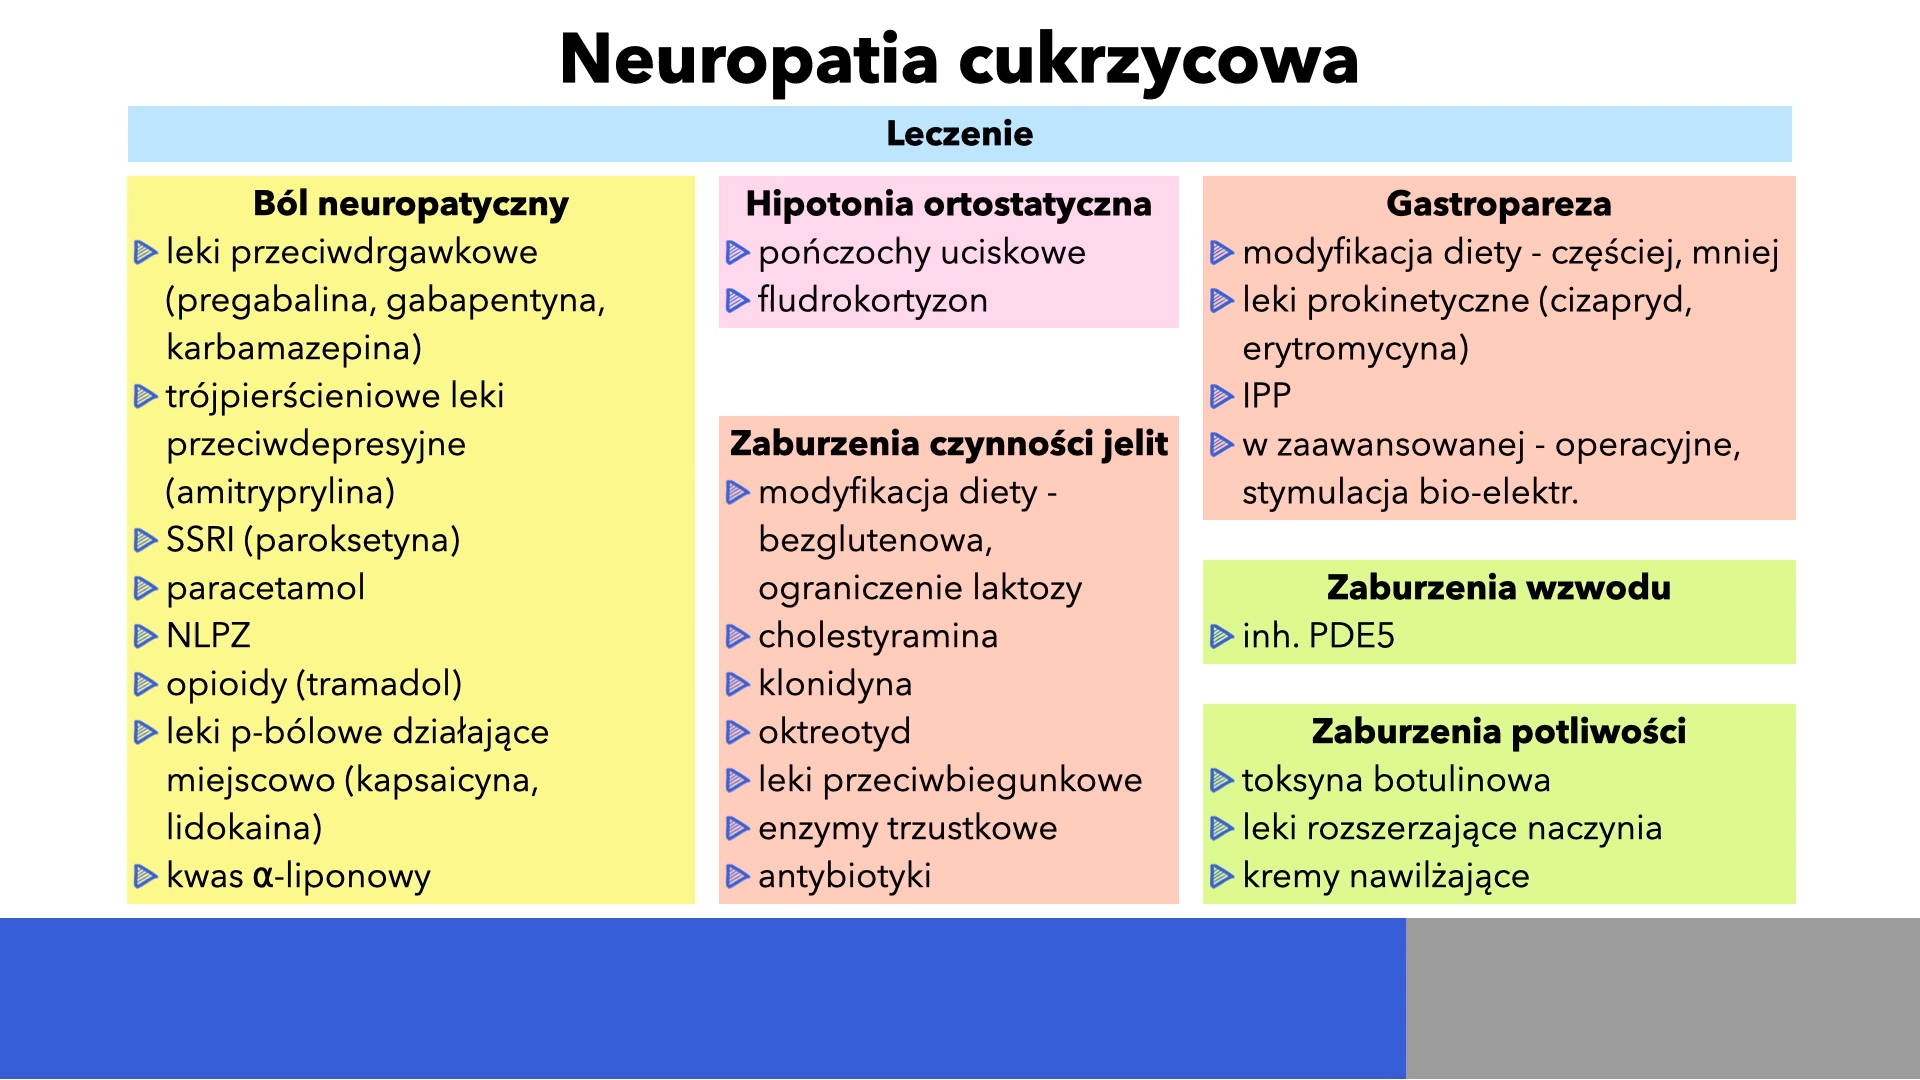 Neuropatia cukrzycowa
Leczenie
Ból neuropatyczny
leki przeciwdrgawkowe
(pregabalina, gabapentyna,
karbamazepina)
trójpierścieniowe leki
przeciwdepresyjne
(amitryprylina)
SSRI (paroksetyna)
paracetamol
NLPZ
opioidy (tramadol)
leki p-bólowe działające
miejscowo (kapsaicyna,
lidokaina)
kwas α-liponowy
Hipotonia ortostatyczna
pończochy uciskowe
fludrokortyzon
Zaburzenia czynności jelit
modyfikacja diety -
bezglutenowa,
ograniczenie laktozy
cholestyramina
klonidyna
oktreotyd
leki przeciwbiegunkowe
enzymy trzustkowe
antybiotyki
Gastropareza
modyfikacja diety - częściej, mniej
leki prokinetyczne (cizapryd,
erytromycyna)
IPP
w zaawansowanej - operacyjne,
stymulacja bio-elektr.
Zaburzenia wzwodu
inh. PDE5
Zaburzenia potliwości
toksyna botulinowa
leki rozszerzające naczynia
kremy nawilżające